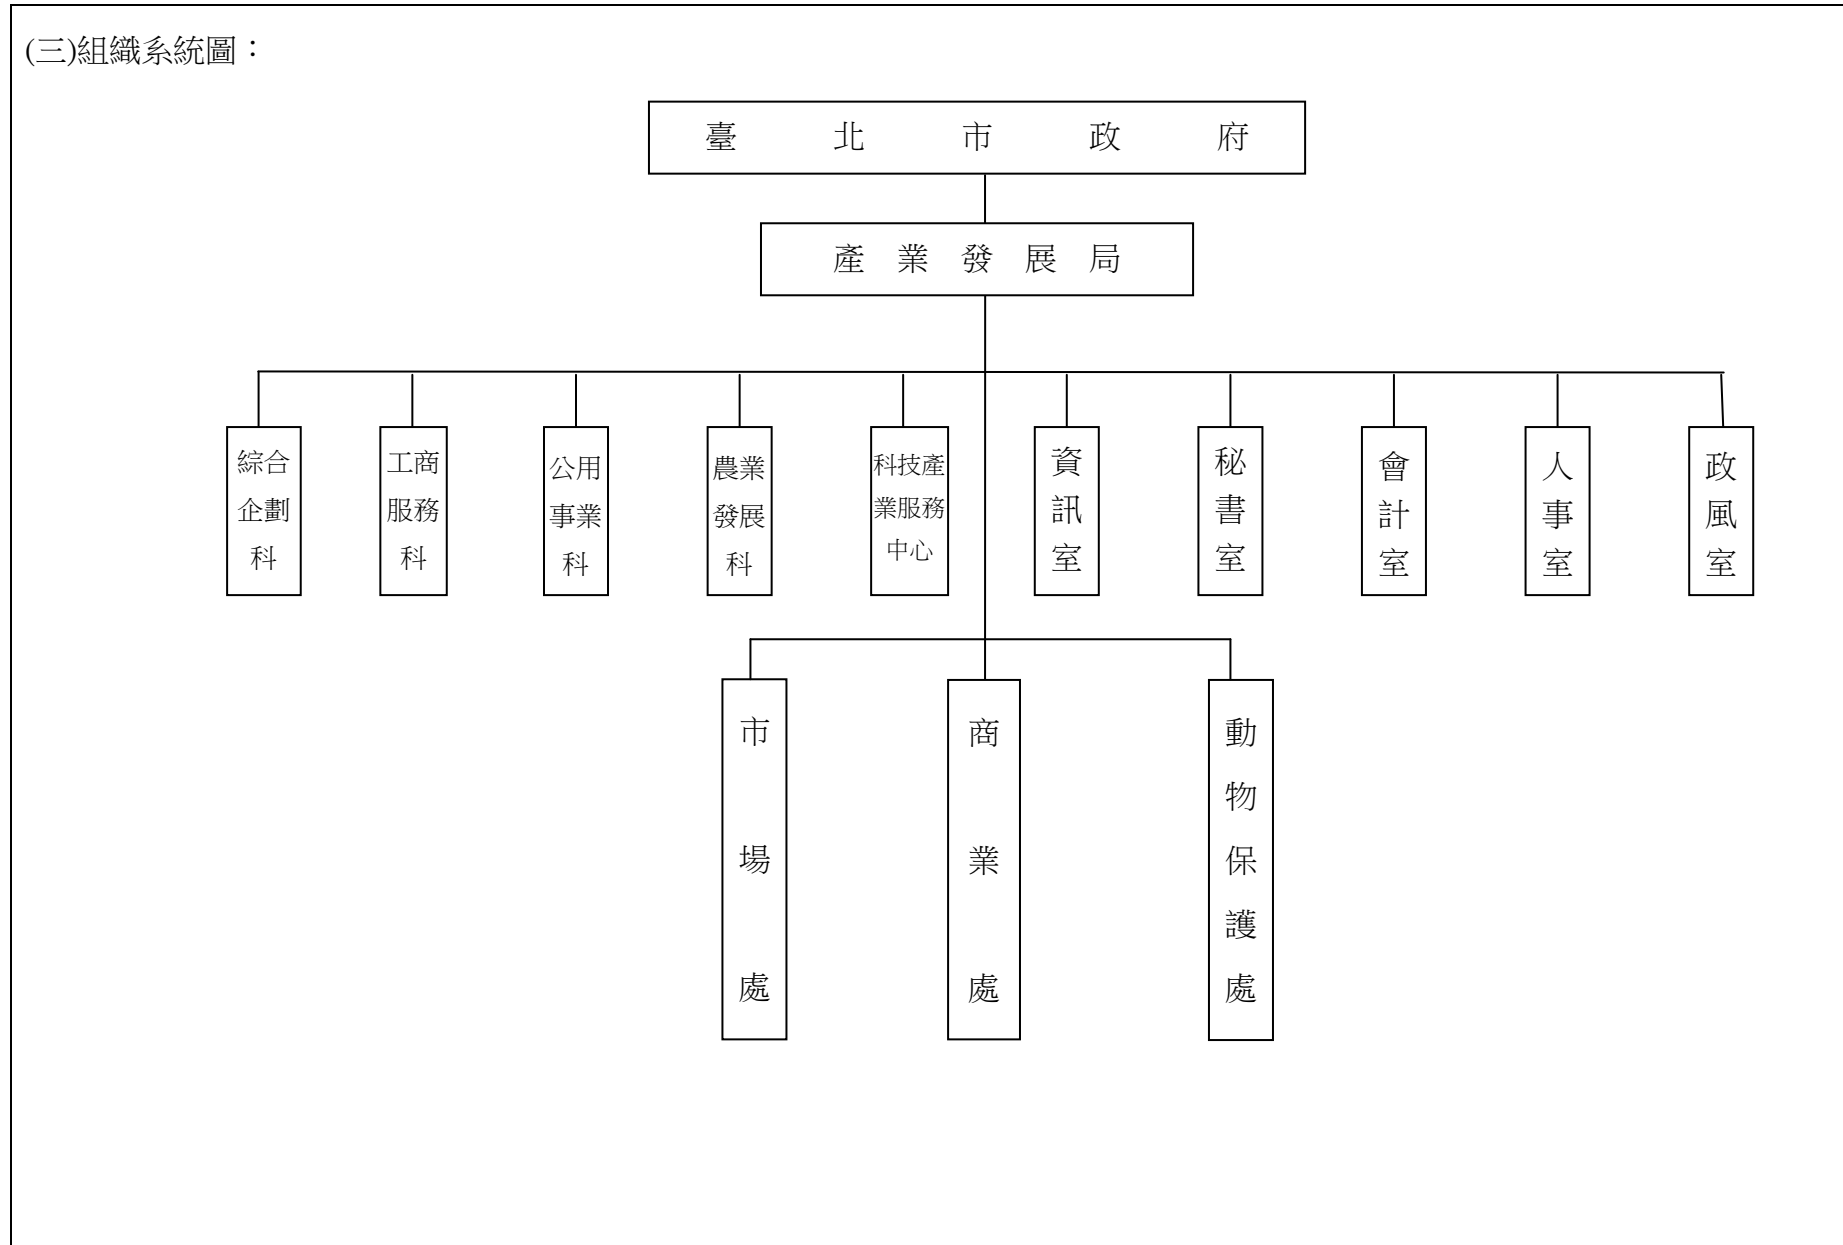 (三)組織系統圖：
臺北市政府
產業發展局
綜合
企劃
科
工商
服務
科
公用
事業
科
農業
發展
科
科技產
業服務
中心
資訊室
秘書室
會計室
人事室
政風室
市場處
商業處
動物保護處